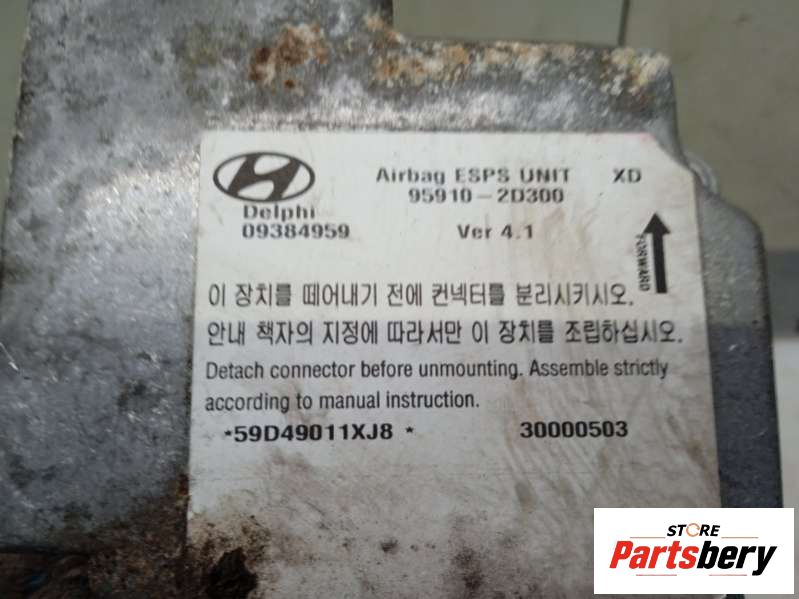 Airbag ESPS UNIT XD
95910-2D300
Delphi
09384959 Ver 4.1
FORWARD
이 장치를 떼어내기 전에 컨넥터를 분리시키시오.
안내 책자의 지정에 따라서만 이 장치를 조립하십시오.
Detach connector before unmounting. Assemble strictly
according to manual instruction.
*59D49011XJ8 * 30000503
STORE
Partsbery